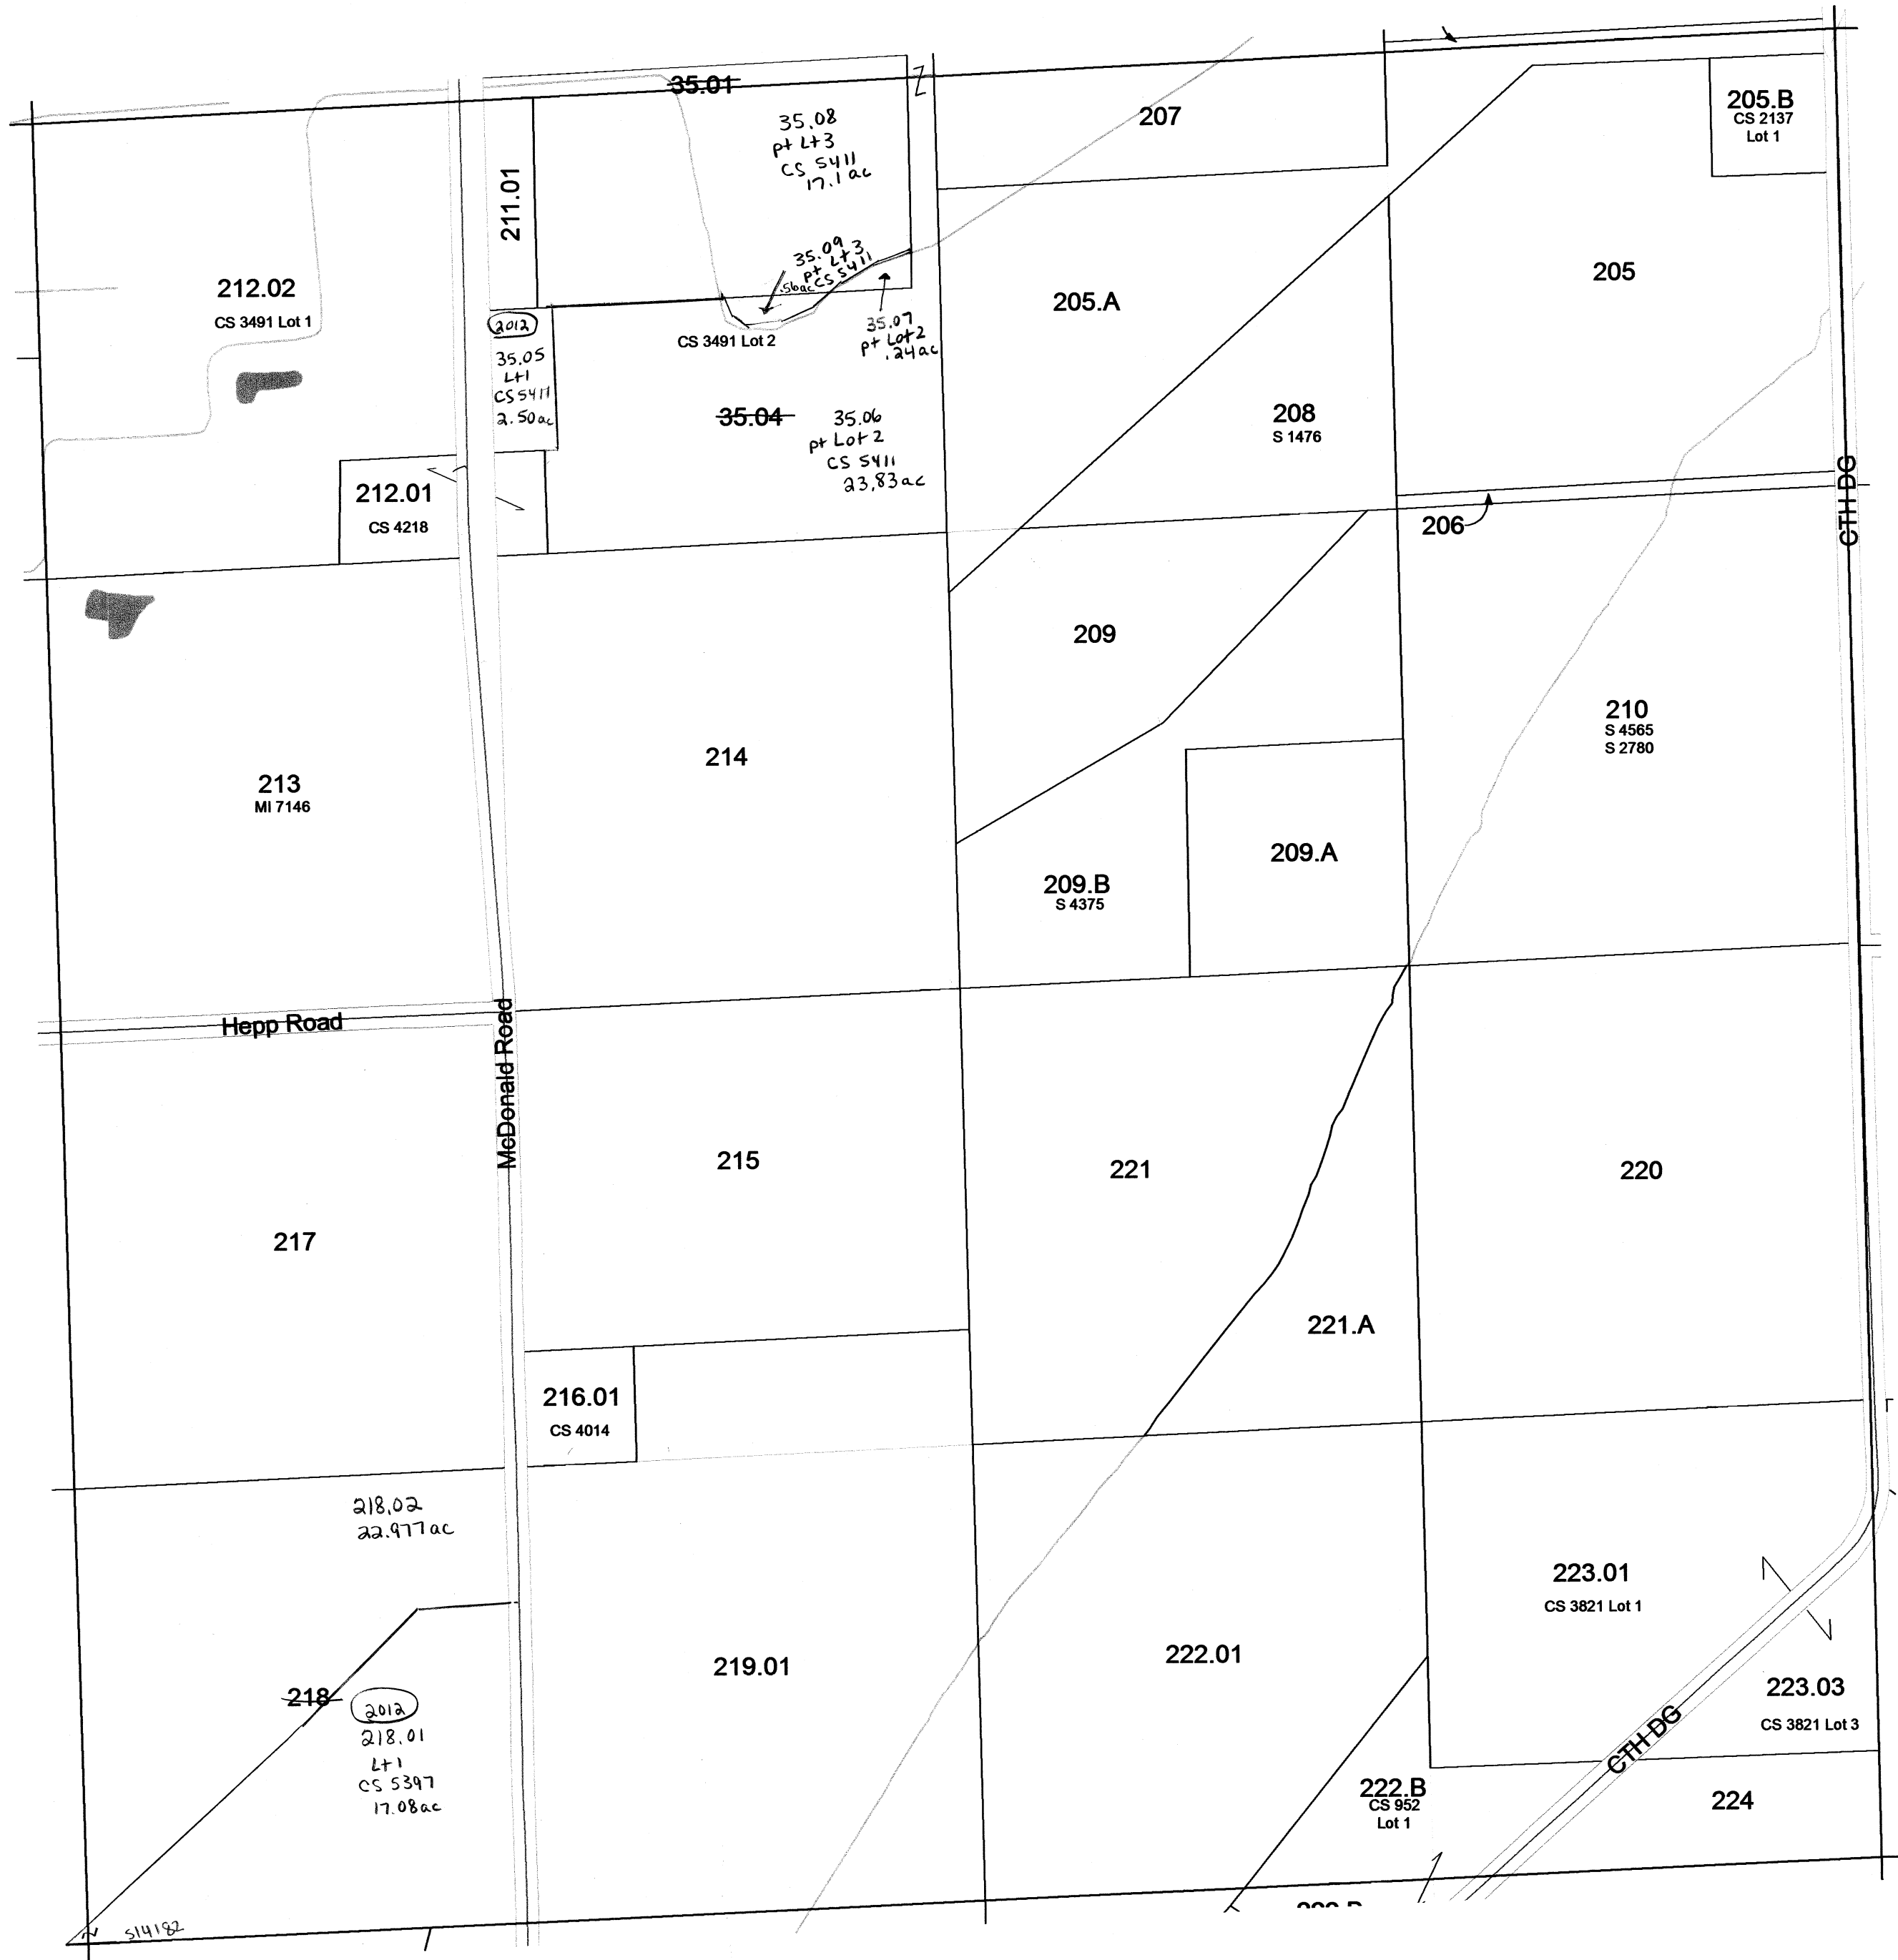 35.01
35.08
pt Lt 3
CS 5411
17.1 ac
207
205.B
CS 2137
Lot 1
211.01
35.09
pt Lt 3
CS 5411
.56ac
212.02
CS 3491 Lot 1
205.A
205
2012
35.05
Lt 1
CS 5411
2.50ac
CS 3491 Lot 2
35.07
pt Lot 2
.24ac
35.04
35.06
pt Lot 2
CS 5411
23.83ac
208
S 1476
212.01
CS 4218
206
CTH DG
209
210
S 4565
S 2780
213
MI 7146
214
209.A
209.B
S 4375
Hepp Road
McDonald Road
215
221
220
217
221.A
216.01
CS 4014
218.02
22.977ac
223.01
CS 3821 Lot 1
219.01
222.01
218
2012
218.01
Lt 1
CS 5397
17.08ac
223.03
CS 3821 Lot 3
CTH DG
222.B
CS 952
Lot 1
224
S14182